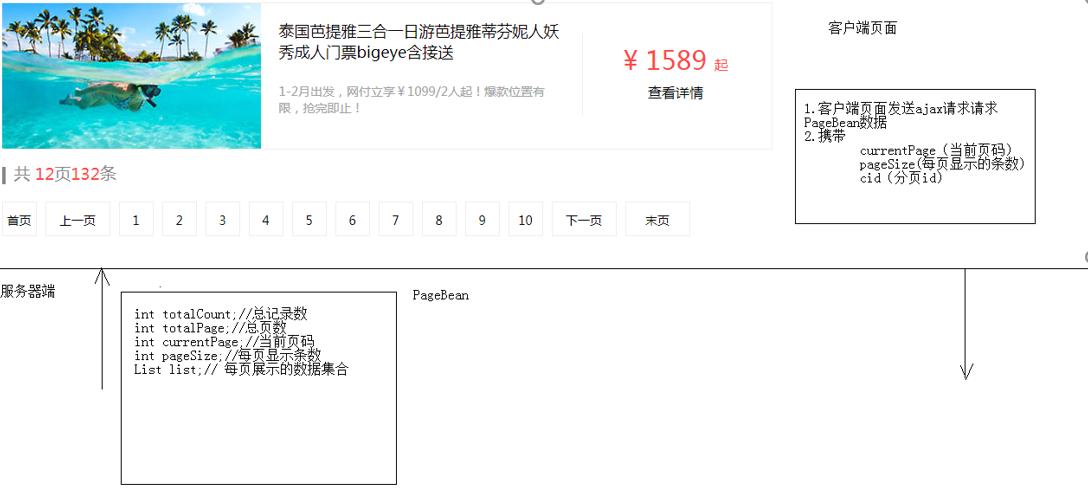 泰国芭提雅三合一日游芭提雅蒂芬妮人妖
秀成人门票bigeye含接送
1-2月出发，网付立享￥1099/2人起！爆款位置有
限，抢完即止！
¥ 1589 起
查看详情
共 12页132条
首页 上一页 1 2 3 4 5 6 7 8 9 10 下一页 末页
客户端页面
1.客户端页面发送ajax请求请求
PageBean数据
2.携带
currentPage（当前页码）
pageSize(每页显示的条数)
cid（分页id）
服务器端
PageBean
int totalCount;//总记录数
int totalPage;//总页数
int currentPage;//当前页码
int pageSize;//每页显示条数
List list;// 每页展示的数据集合